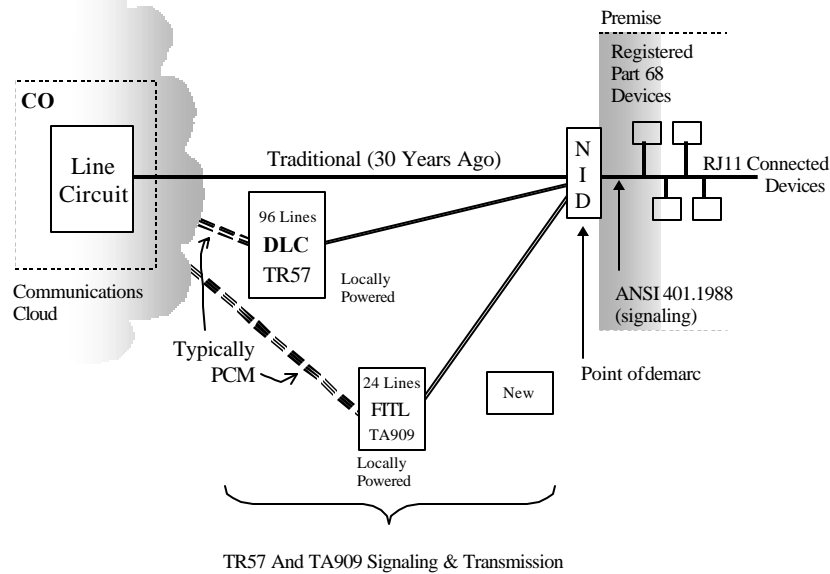 Premise
Registered
Part 68
Devices
CO
Line
Circuit
Traditional (30 Years Ago)
N
I
D
RJ11 Connected
Devices
96 Lines
DLC
TR57
Locally
Powered
Communications
Cloud
ANSI 401.1988
(signaling)
Typically
PCM
Point of demarc
24 Lines
FITL
TA909
New
Locally
Powered
TR57 And TA909 Signaling & Transmission